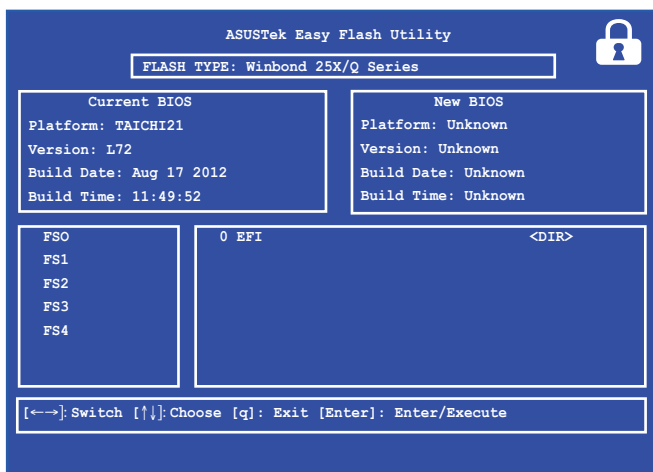 ASUSTek Easy Flash Utility
FLASH TYPE: Winbond 25X/Q Series
Current BIOS
Platform: TAICHI21
Version: L72
Build Date: Aug 17 2012
Build Time: 11:49:52
New BIOS
Platform: Unknown
Version: Unknown
Build Date: Unknown
Build Time: Unknown
FSO
FS1
FS2
FS3
FS4
0 EFI <DIR>
[←→]: Switch [↑↓]: Choose [q]: Exit [Enter]: Enter/Execute